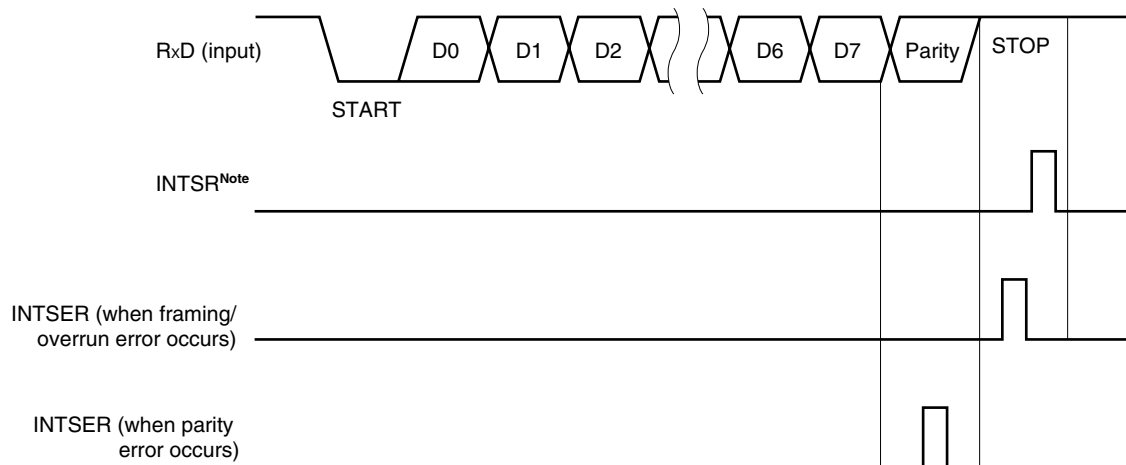 RxD (input)
D0
D1
D2
D6
D7
Parity
STOP
START
INTSRNote
INTSER (when framing/
overrun error occurs)
INTSER (when parity
error occurs)